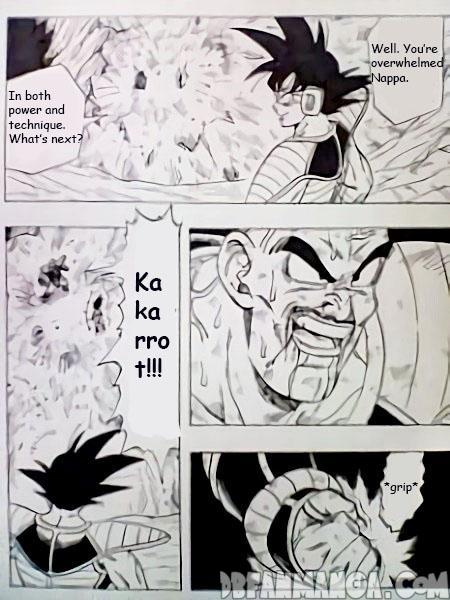 Well. You're
overwhelmed
Nappa.
In both
power and
technique.
What's next?
Ka
ka
rro
t!!!
*grip*
DBFANMANGA.COM